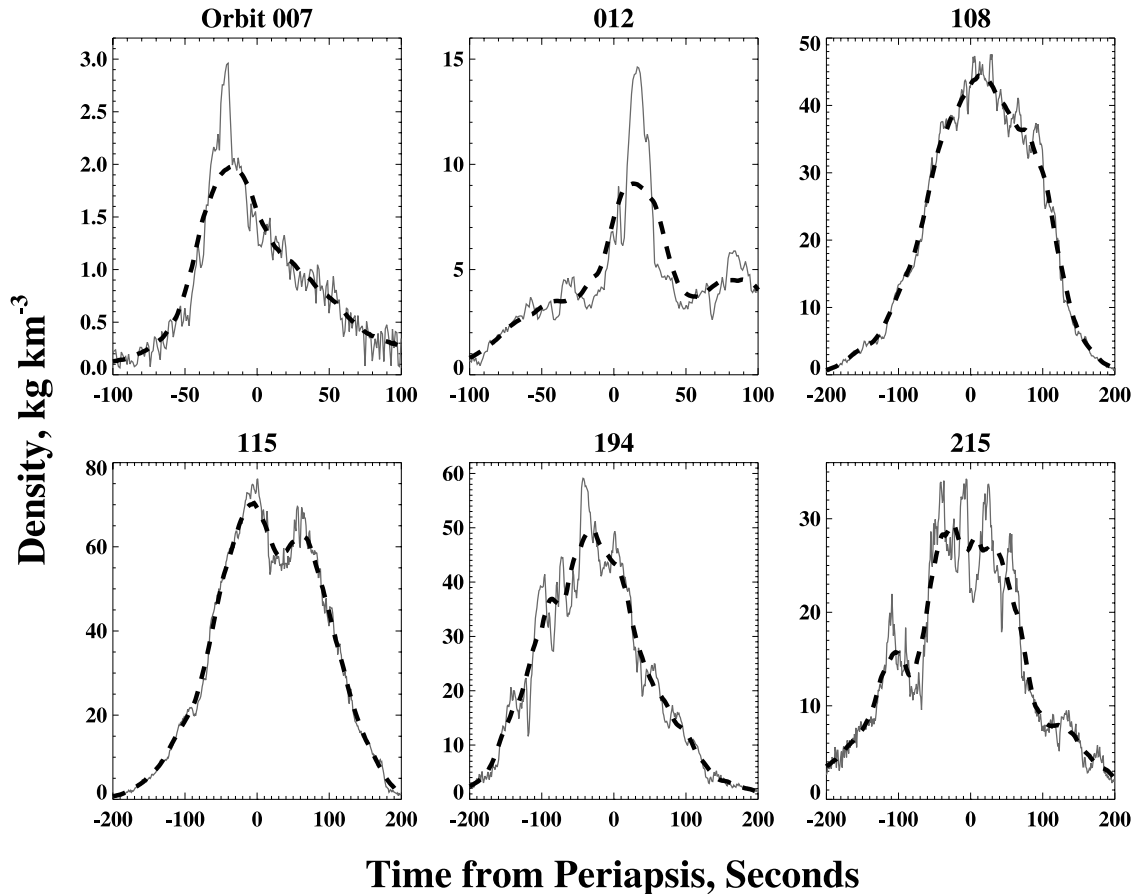 Orbit 007 012 108
3.0 15 50
2.5 40
2.0 10 30
1.5
1.0 5 20
0.5 10
0.0 0 0
-100 -50 0 50 100 -100 -50 0 50 100 -200 -100 0 100 200
Density, kg km-3
115 194 215
80 60
50 30
60 40
40 30 20
20 20 10
10
0 0 0
-200 -100 0 100 200 -200 -100 0 100 200 -200 -100 0 100 200
Time from Periapsis, Seconds